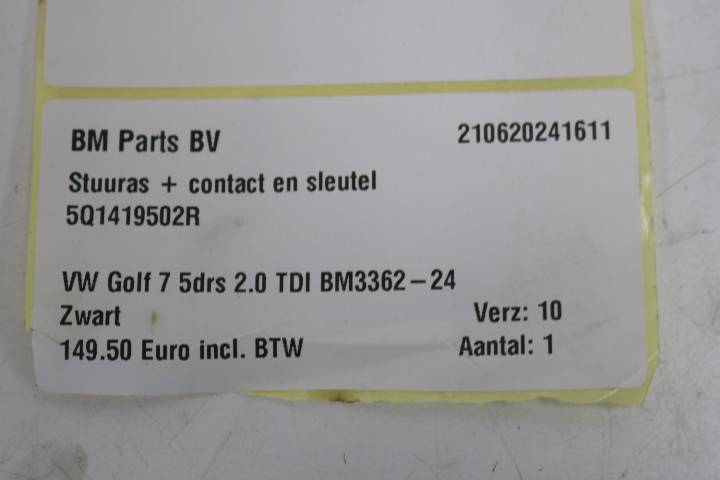 BM Parts BV 210620241611
Stuuras + contact en sleutel
5Q1419502R
VW Golf 7 5drs 2.0 TDI BM3362-24
Zwart Verz: 10
149.50 Euro incl. BTW Aantal: 1